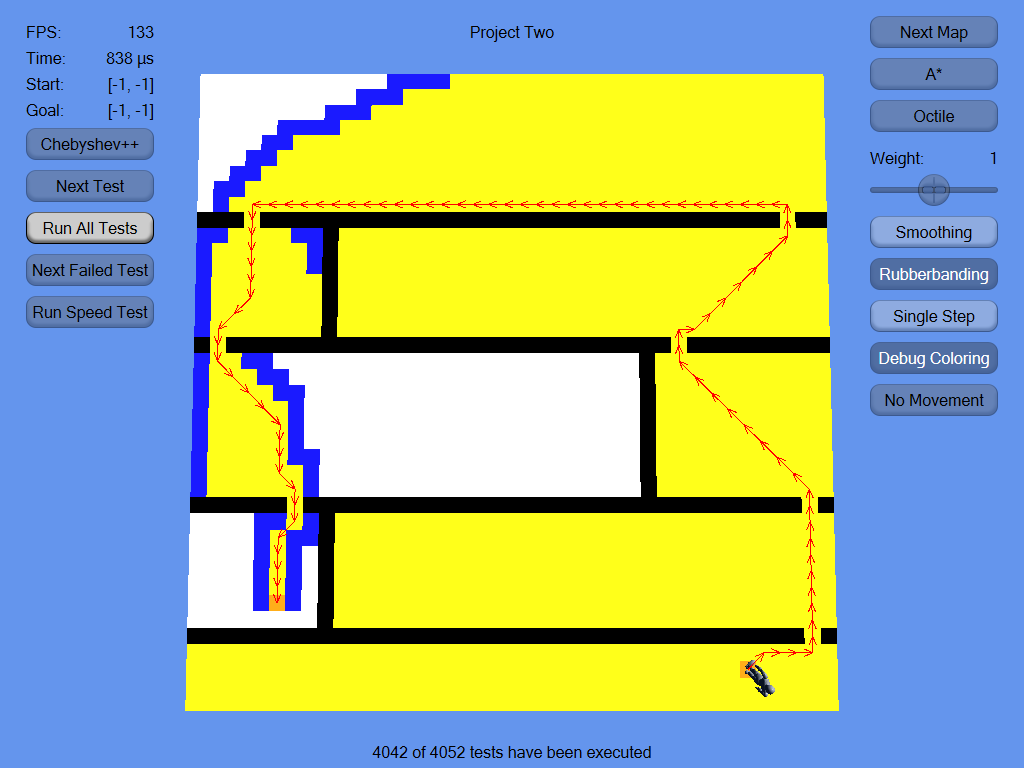 FPS: 133
Time: 838 µs
Start: [-1, -1]
Goal: [-1, -1]
Chebyshev++
Next Test
Run All Tests
Next Failed Test
Run Speed Test
Project Two
Next Map
A*
Octile
Weight: 1
Smoothing
Rubberbanding
Single Step
Debug Coloring
No Movement
4042 of 4052 tests have been executed